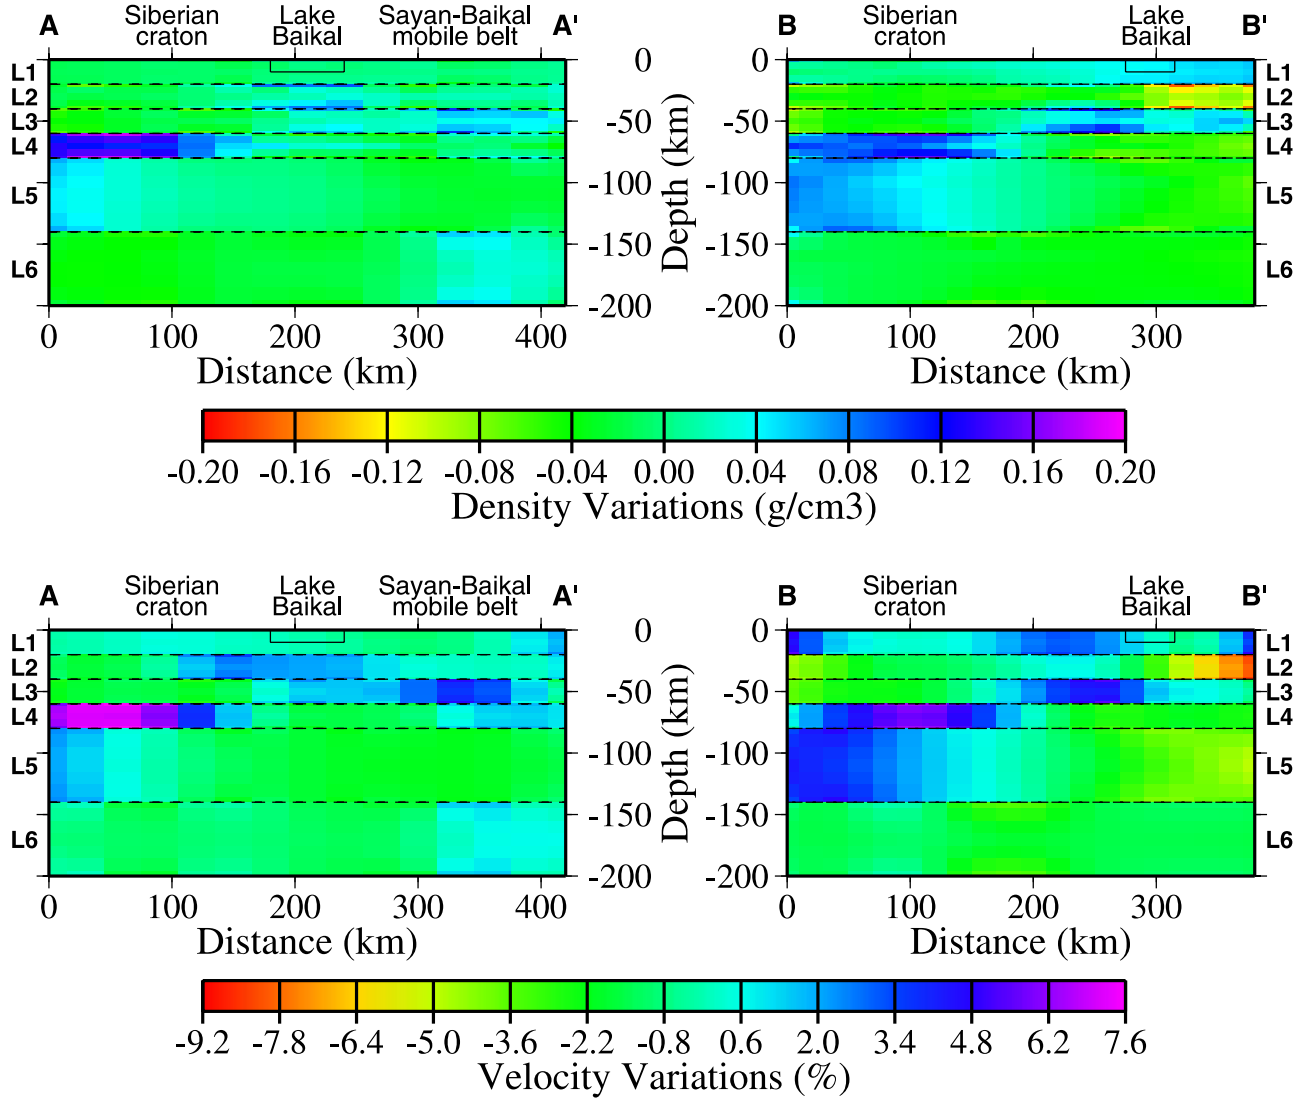 A
Siberian
craton
Lake
Baikal
Sayan-Baikal
mobile belt
A'
L1
L2
L3
L4
L5
L6
0
-50
-100
-150
-200
Depth (km)
0 100 200 300 400
Distance (km)
B
Siberian
craton
Lake
Baikal
B'
L1
L2
L3
L4
L5
L6
0 100 200 300
Distance (km)
-0.20 -0.16 -0.12 -0.08 -0.04 0.00 0.04 0.08 0.12 0.16 0.20
Density Variations (g/cm3)
A
Siberian
craton
Lake
Baikal
Sayan-Baikal
mobile belt
A'
L1
L2
L3
L4
L5
L6
0
-50
-100
-150
-200
Depth (km)
0 100 200 300 400
Distance (km)
B
Siberian
craton
Lake
Baikal
B'
L1
L2
L3
L4
L5
L6
0 100 200 300
Distance (km)
-9.2 -7.8 -6.4 -5.0 -3.6 -2.2 -0.8 0.6 2.0 3.4 4.8 6.2 7.6
Velocity Variations (%)